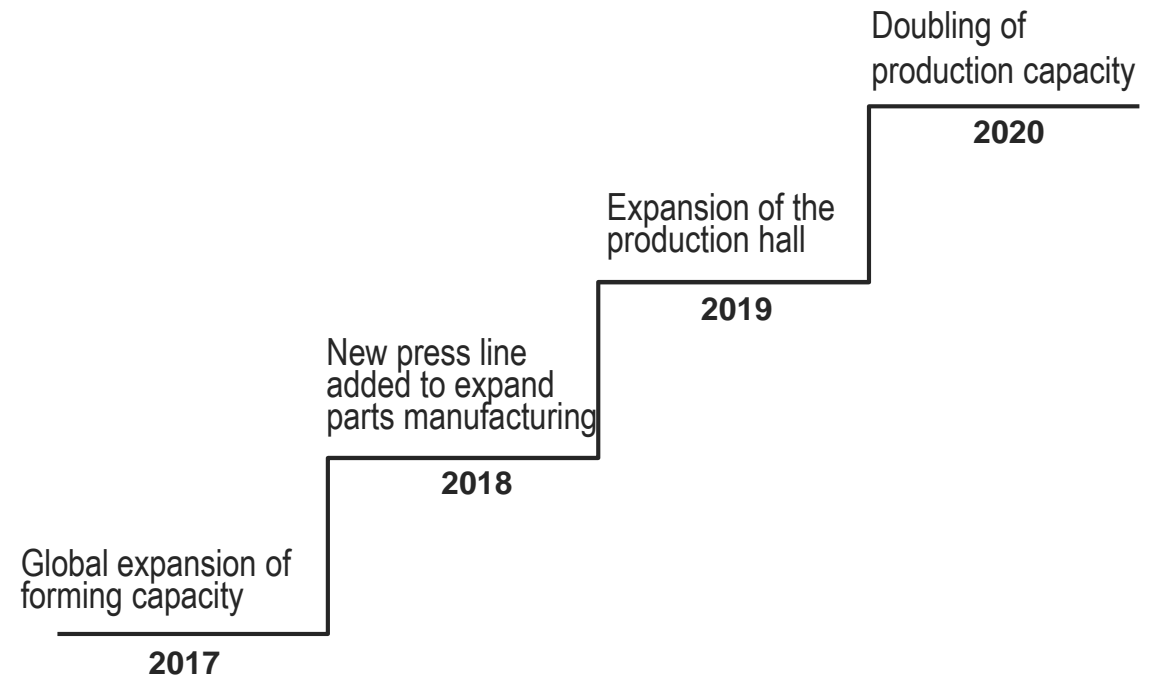 Doubling of
production capacity
2020
Expansion of the
production hall
2019
New press line
added to expand
parts manufacturing
2018
Global expansion of
forming capacity
2017